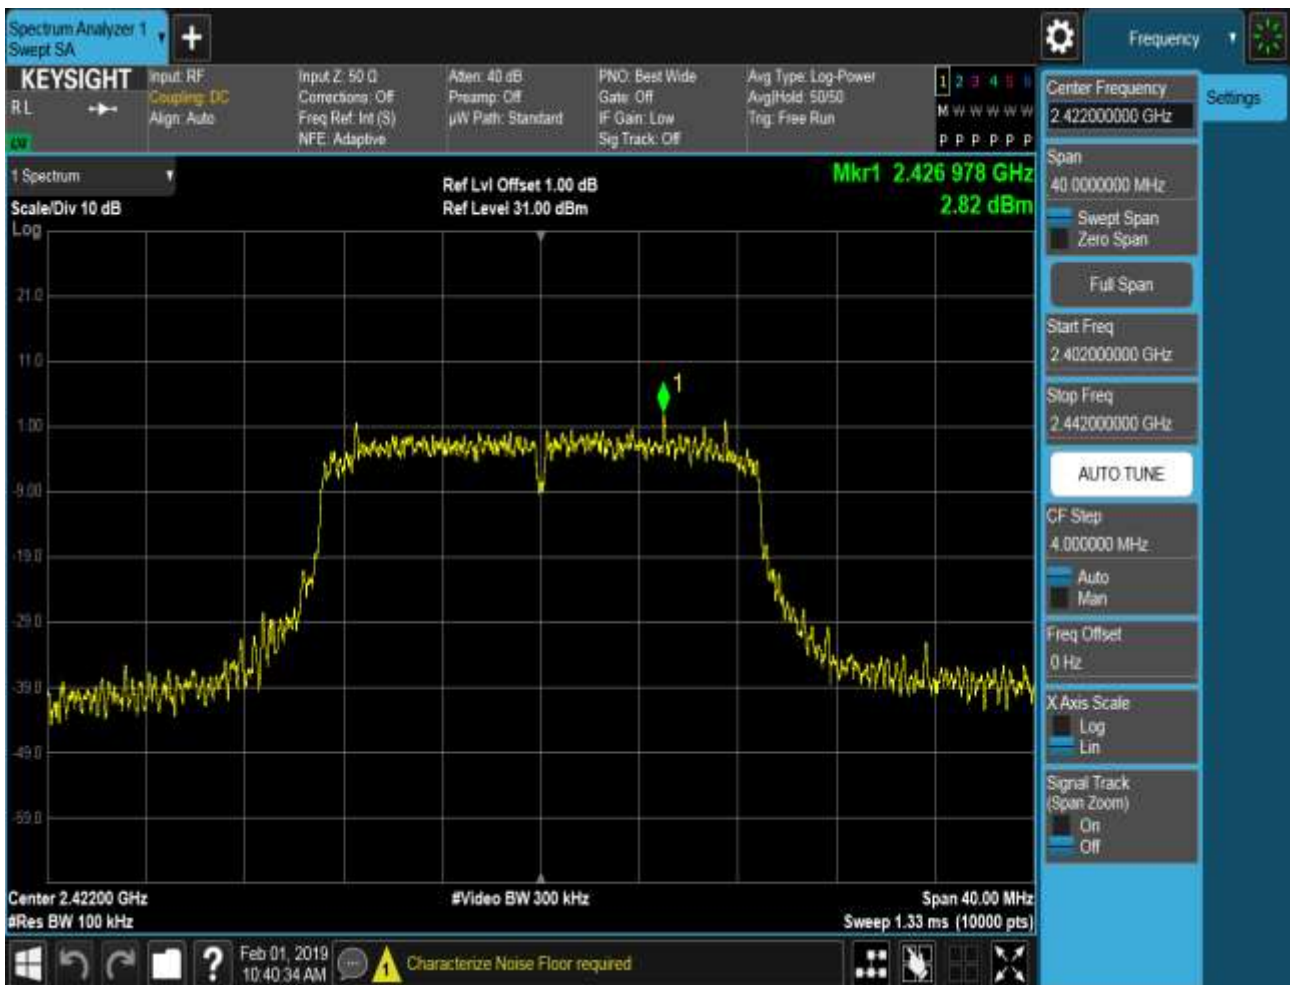 Spectrum Analyzer 1
Swept SA
+
Frequency
KEYSIGHT
R L
Input: RF
Coupling: DC
Align: Auto
Input Z: 50 Ω
Corrections: Off
Freq Ref: Int (S)
NFE: Adaptive
Atten: 40 dB
Preamp: Off
µW Path: Standard
PNO: Best Wide
Gate: Off
IF Gain: Low
Sig Track: Off
Avg Type: Log-Power
Avg|Hold: 50/50
Trig: Free Run
1 2 3 4 5 6
M W W W W W
P P P P P P
1 Spectrum
Scale/Div 10 dB
Log
Ref Lvl Offset 1.00 dB
Ref Level 31.00 dBm
Mkr1 2.426 978 GHz
2.82 dBm
21.0
11.0
1.00
-9.00
-19.0
-29.0
-39.0
-49.0
-59.0
1
Center 2.42200 GHz
#Res BW 100 kHz
#Video BW 300 kHz
Span 40.00 MHz
Sweep 1.33 ms (10000 pts)
Center Frequency
2.422000000 GHz
Settings
Span
40.0000000 MHz
Swept Span
Zero Span
Full Span
Start Freq
2.402000000 GHz
Stop Freq
2.442000000 GHz
AUTO TUNE
CF Step
4.000000 MHz
Auto
Man
Freq Offset
0 Hz
X Axis Scale
Log
Lin
Signal Track
(Span Zoom)
On
Off
?
Feb 01, 2019
10:40:34 AM
1
Characterize Noise Floor required